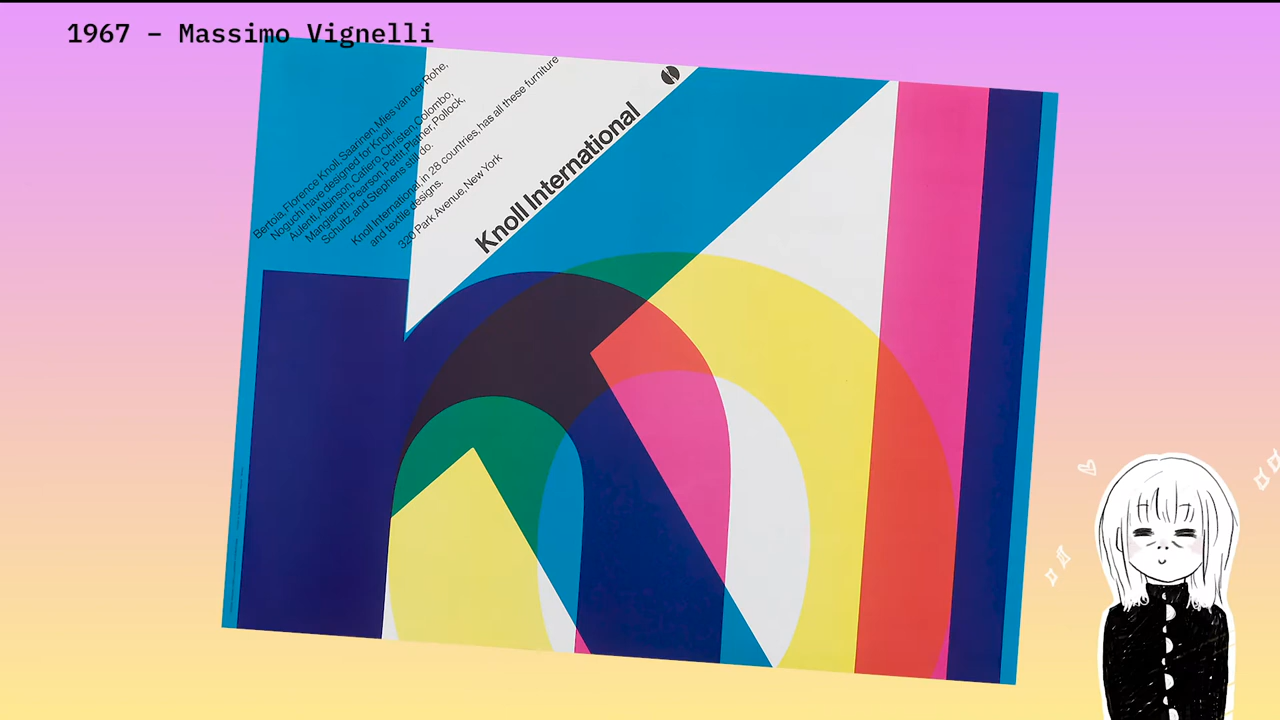 1967 – Massimo Vignelli
Bertoia, Florence Knoll, Saarinen, Mies van der Rohe,
Noguchi have designed for Knoll.
Aulenti, Albinson, Cafiero, Christen, Colombo,
Mangiarotti, Pearson, Pettit, Platner, Pollock,
Schultz and Stephens still do.
Knoll International, in 28 countries, has all these furniture
and textile designs.
320 Park Avenue, New York
Knoll International